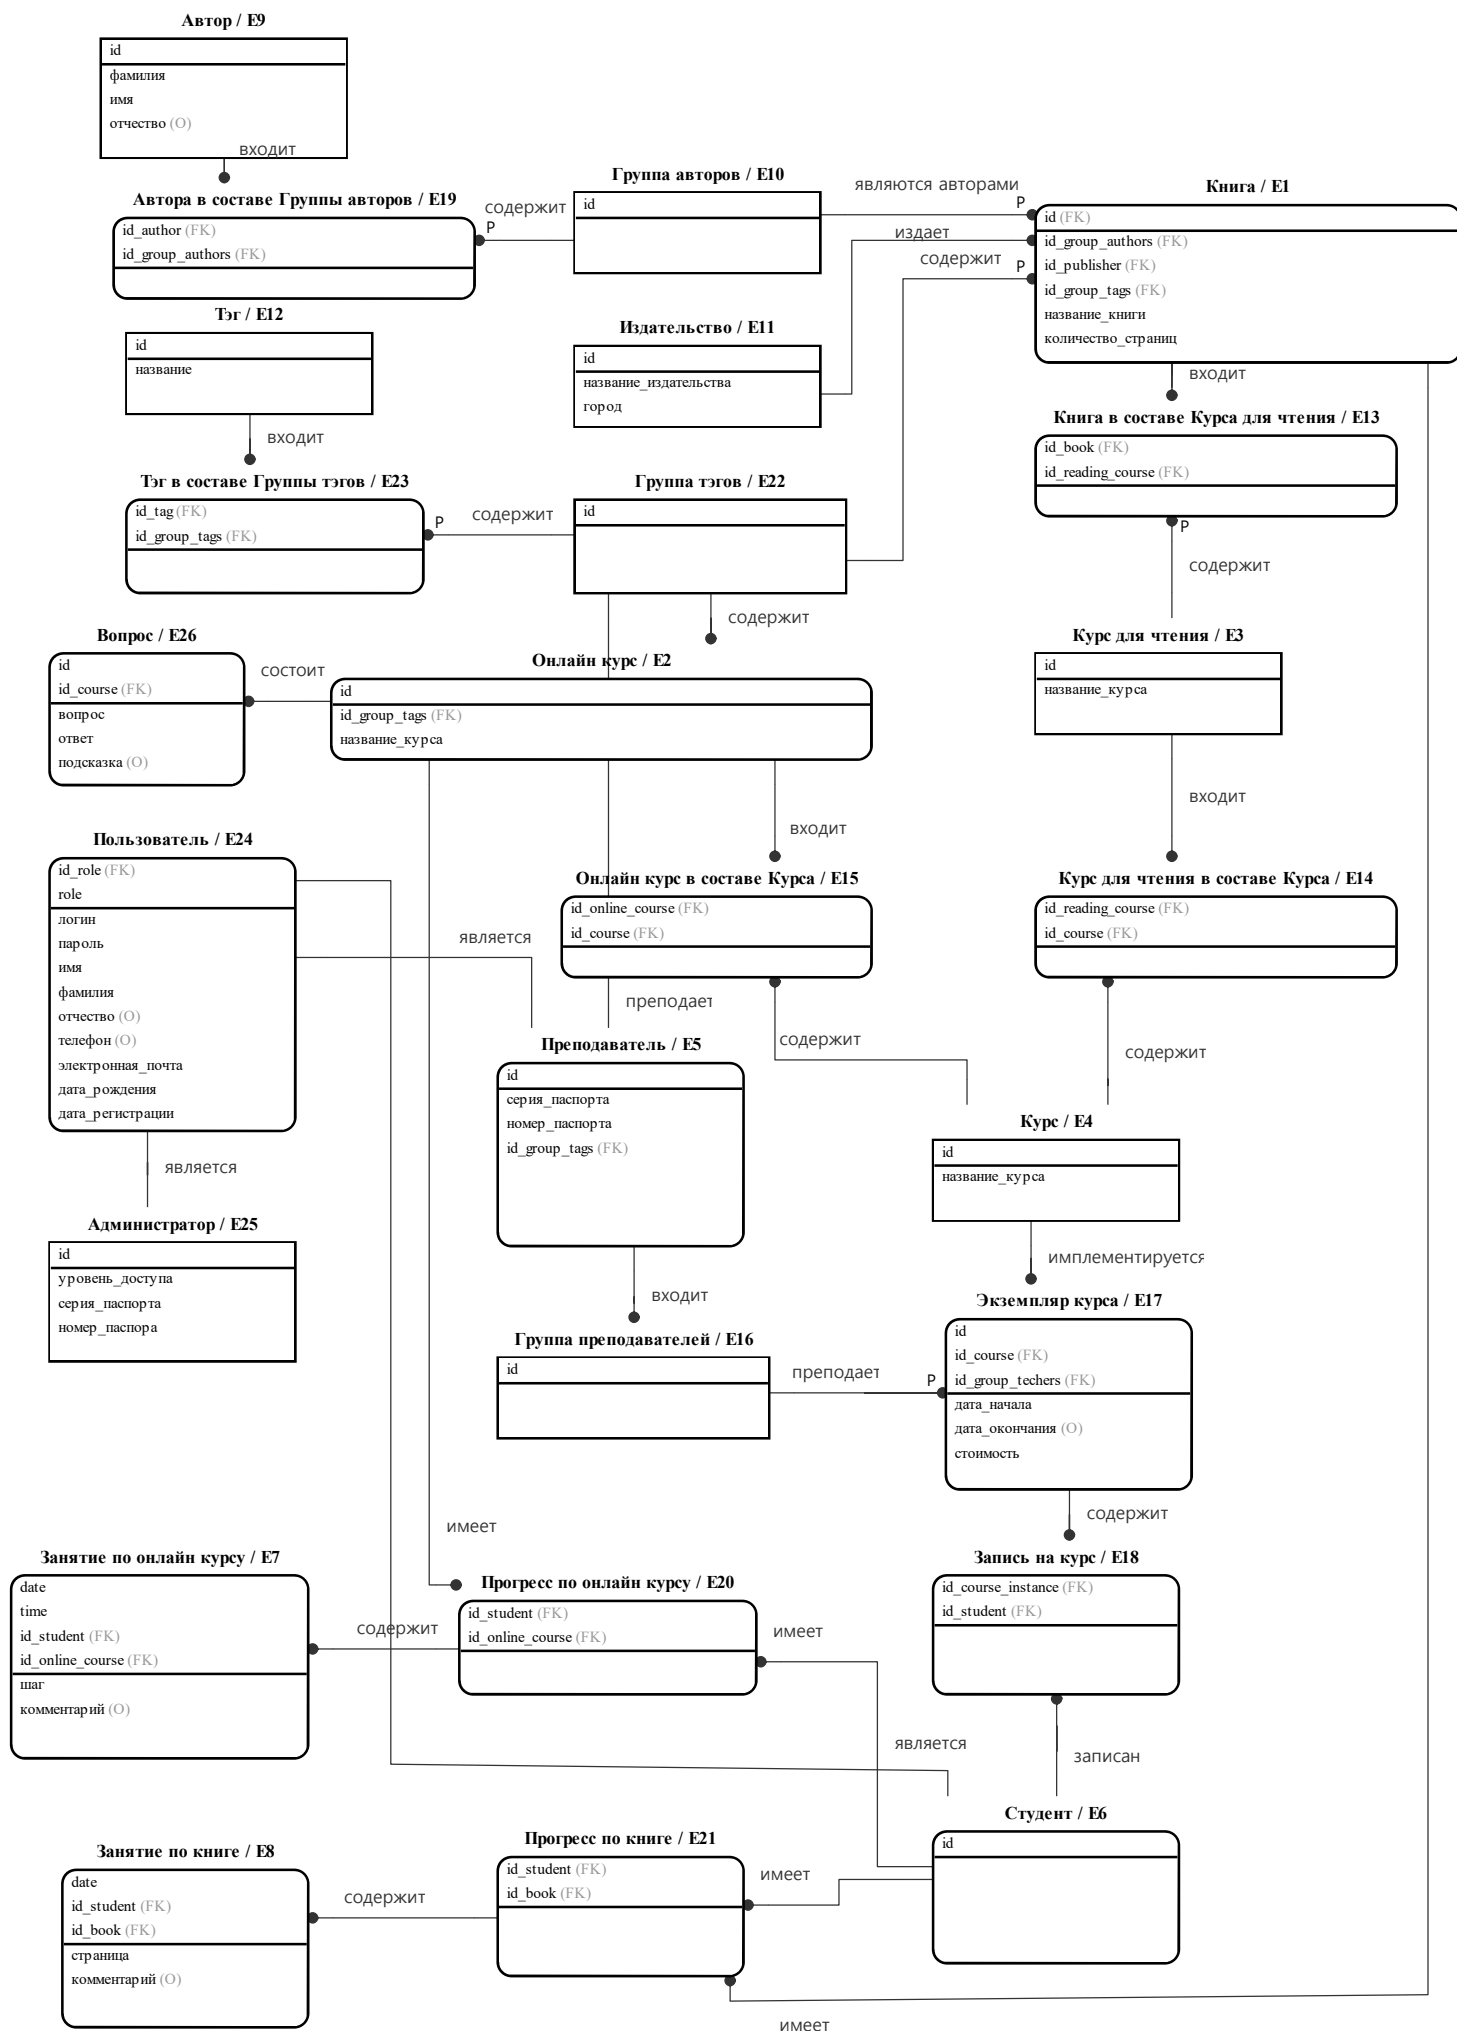 Автор / E9
id
фамилия
имя
отчество (O)
входит
Автора в составе Группы авторов / E19
id_author (FK)
id_group_authors (FK)
содержит
P
Группа авторов / E10
id
являются авторами
P
издает
содержит
P
Книга / E1
id (FK)
id_group_authors (FK)
id_publisher (FK)
id_group_tags (FK)
название_книги
количество_страниц
Тэг / E12
id
название
входит
Издательство / E11
id
название_издательства
город
входит
Книга в составе Курса для чтения / E13
id_book (FK)
id_reading_course (FK)
P
содержит
Тэг в составе Группы тэгов / E23
id_tag (FK)
id_group_tags (FK)
P
содержит
Группа тэгов / E22
id
содержит
Вопрос / E26
id
id_course (FK)
вопрос
ответ
подсказка (O)
состоит
Онлайн курс / E2
id
id_group_tags (FK)
название_курса
Курс для чтения / E3
id
название_курса
входит
входит
Пользователь / E24
id_role (FK)
role
логин
пароль
имя
фамилия
отчество (O)
телефон (O)
электронная_почта
дата_рождения
дата_регистрации
является
Онлайн курс в составе Курса / E15
id_online_course (FK)
id_course (FK)
Курс для чтения в составе Курса / E14
id_reading_course (FK)
id_course (FK)
преподает
содержит
содержит
Преподаватель / E5
id
серия_паспорта
номер_паспорта
id_group_tags (FK)
Курс / E4
id
название_курса
является
Администратор / E25
id
уровень_доступа
серия_паспорта
номер_паспора
входит
имплементируется
Группа преподавателей / E16
id
преподает
P
Экземпляр курса / E17
id
id_course (FK)
id_group_techers (FK)
дата_начала
дата_окончания (O)
стоимость
содержит
имеет
Занятие по онлайн курсу / E7
date
time
id_student (FK)
id_online_course (FK)
шаг
комментарий (O)
содержит
Прогресс по онлайн курсу / E20
id_student (FK)
id_online_course (FK)
имеет
Запись на курс / E18
id_course_instance (FK)
id_student (FK)
является
записан
Студент / E6
id
Занятие по книге / E8
date
id_student (FK)
id_book (FK)
страница
комментарий (O)
содержит
Прогресс по книге / E21
id_student (FK)
id_book (FK)
имеет
имеет